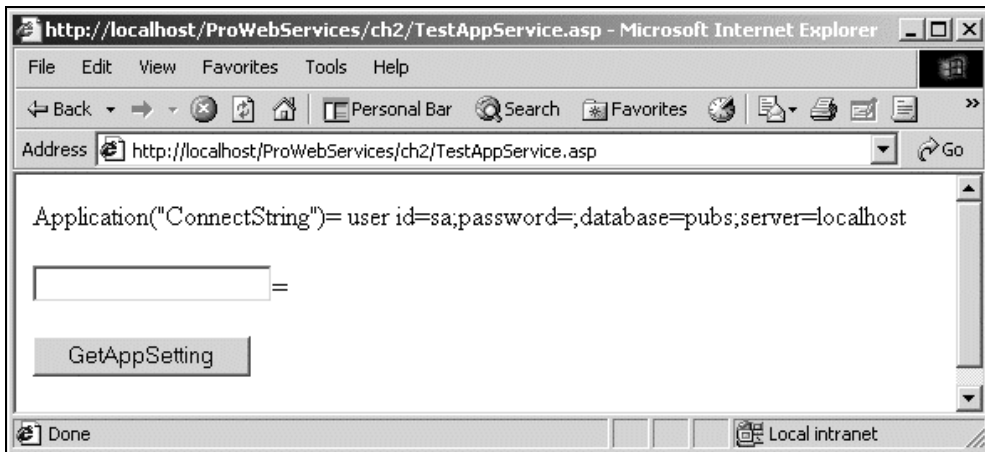 http://localhost/ProWebServices/ch2/TestAppService.asp - Microsoft Internet Explorer
File Edit View Favorites Tools Help
Back Personal Bar Search Favorites »
Address http://localhost/ProWebServices/ch2/TestAppService.asp Go
Application("ConnectString")= user id=sa;password=;database=pubs;server=localhost
=
GetAppSetting
Done Local intranet